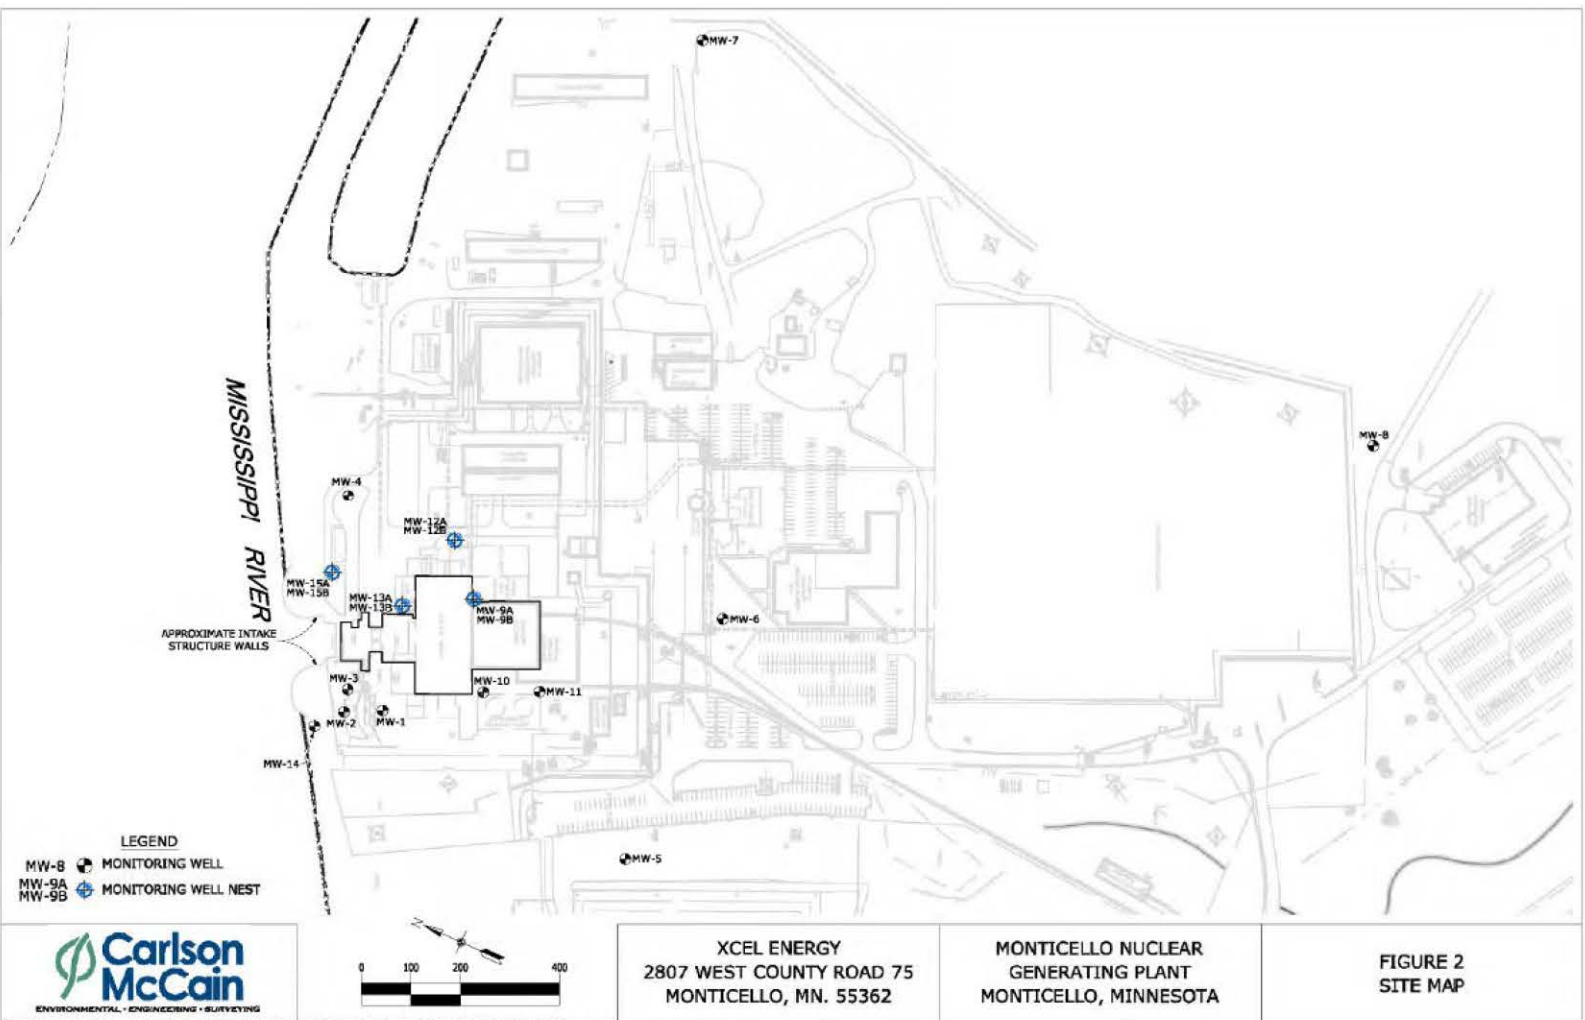 MW-7
MW-8
MW-4
MISSISSIPPI RIVER
MW-12A
MW-12B
MW-15A
MW-15B
MW-13A
MW-13B
MW-9A
MW-9B
MW-6
APPROXIMATE INTAKE
STRUCTURE WALLS
MW-3
MW-10
MW-11
MW-2
MW-1
MW-14
MW-5
LEGEND
MW-8 MONITORING WELL
MW-9A
MW-9B
MONITORING WELL NEST
Carlson
McCain
ENVIRONMENTAL · ENGINEERING · SURVEYING
N
0 100 200 400
XCEL ENERGY
2807 WEST COUNTY ROAD 75
MONTICELLO, MN. 55362
MONTICELLO NUCLEAR
GENERATING PLANT
MONTICELLO, MINNESOTA
FIGURE 2
SITE MAP